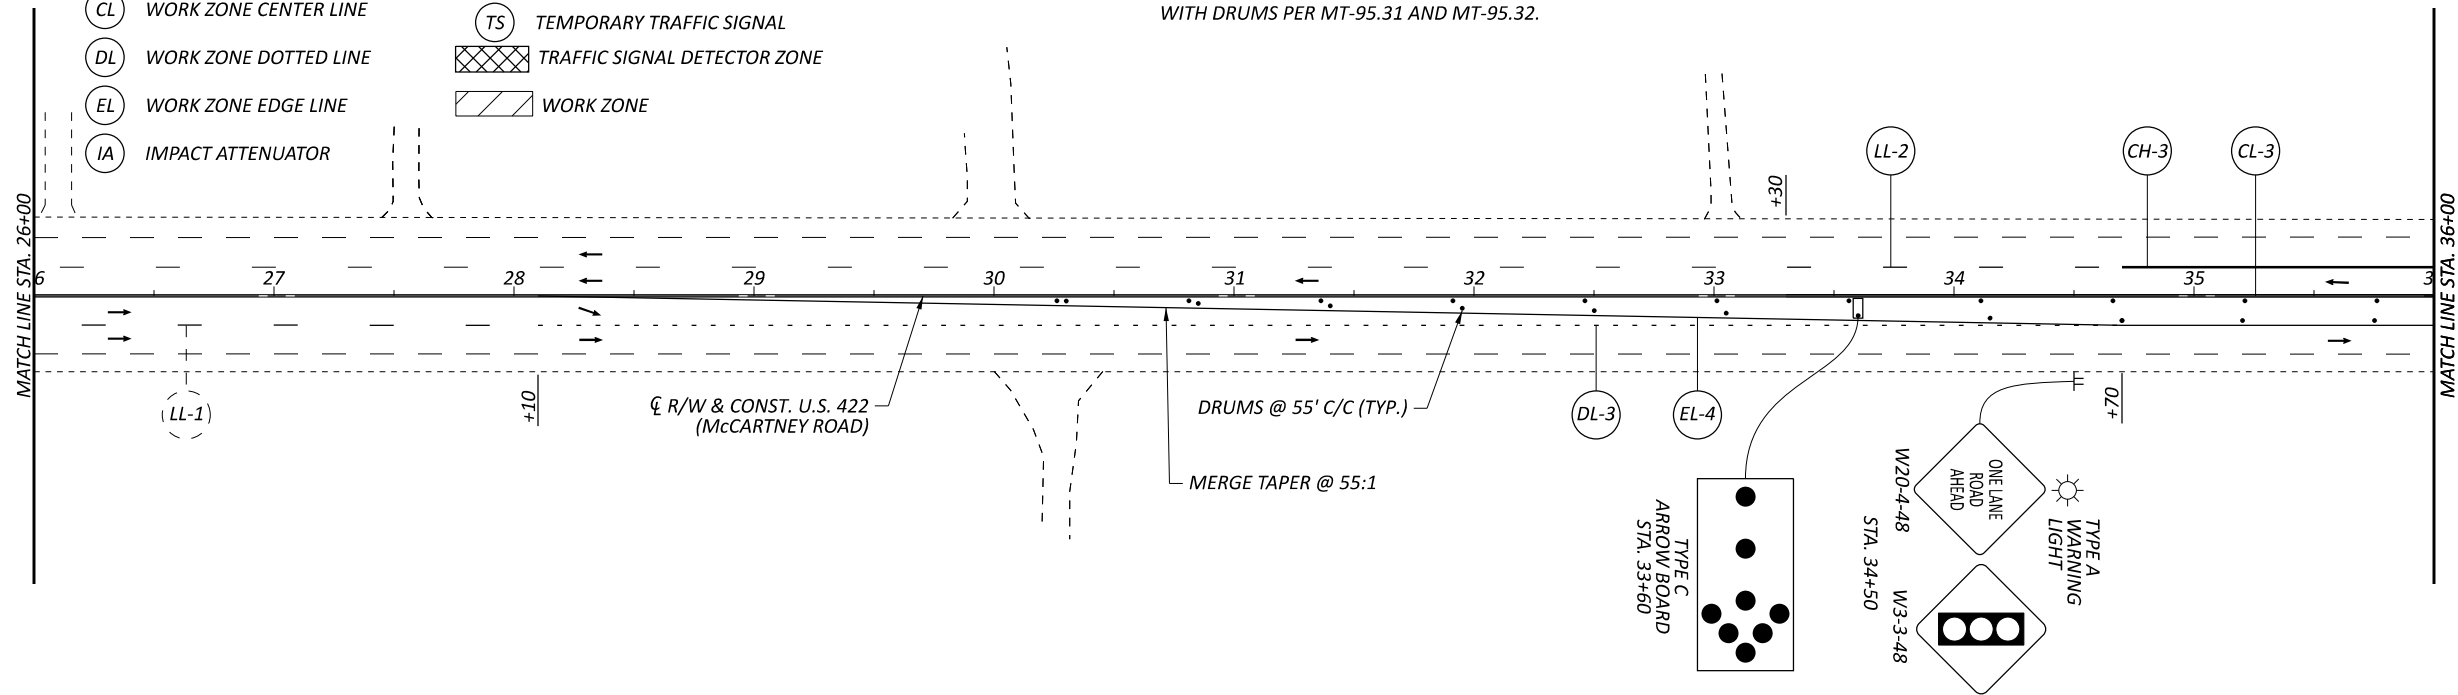 CL WORK ZONE CENTER LINE
DL WORK ZONE DOTTED LINE
EL WORK ZONE EDGE LINE
IA IMPACT ATTENUATOR
TS TEMPORARY TRAFFIC SIGNAL
TRAFFIC SIGNAL DETECTOR ZONE
WORK ZONE
WITH DRUMS PER MT-95.31 AND MT-95.32.
MATCH LINE STA. 26+00
MATCH LINE STA. 36+00
+30
LL-2
CH-3
CL-3
6 27 28 29 30 31 32 33 34 35 3
LL-1
+10
℄ R/W & CONST. U.S. 422
(McCARTNEY ROAD)
DRUMS @ 55' C/C (TYP.)
MERGE TAPER @ 55:1
DL-3
EL-4
+70
TYPE C
ARROW BOARD
STA. 33+60
W20-4-48
ONE LANE
ROAD
AHEAD
TYPE A
WARNING
LIGHT
STA. 34+50
W3-3-48